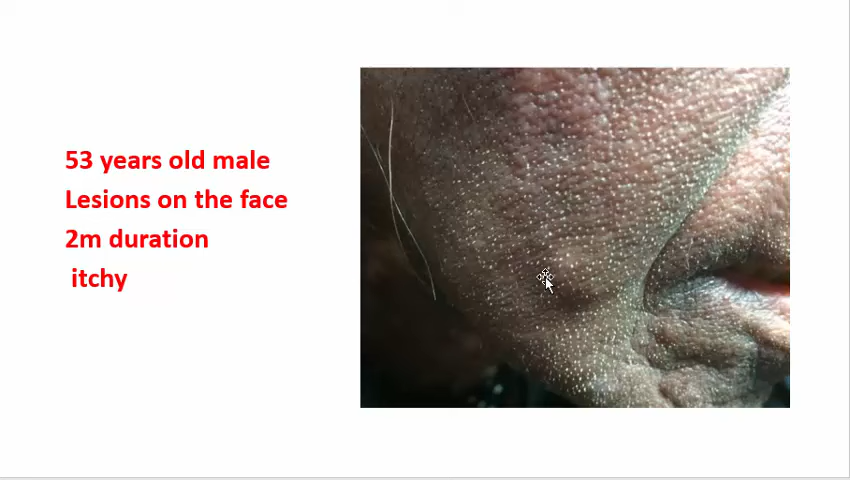 53 years old male
Lesions on the face
2m duration
itchy